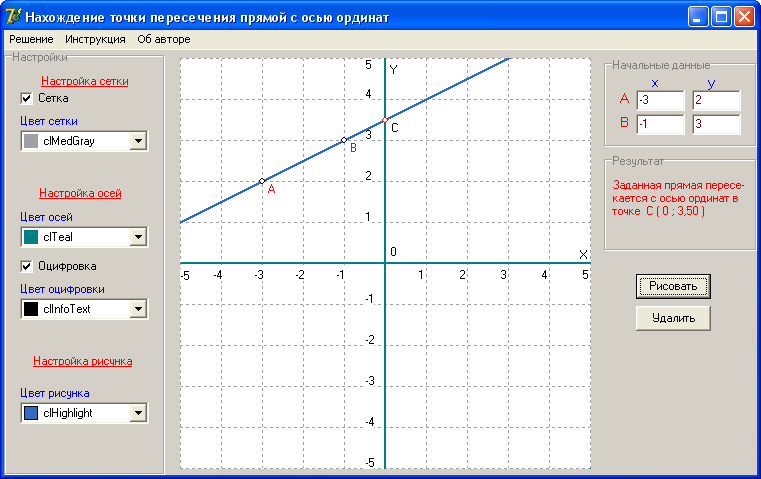 Нахождение точки пересечения прямой с осью ординат
Решение Инструкция Об авторе
Настройки
Настройка сетки
Сетка
Цвет сетки
clMedGray
Настройка осей
Цвет осей
clTeal
Оцифровка
Цвет оцифровки
clInfoText
Настройка рисунка
Цвет рисунка
clHighlight
5
Y
4
C
3
B
2
A
1
0
X
-5 -4 -3 -2 -1 1 2 3 4 5
-1
-2
-3
-4
-5
Начальные данные
x y
A -3 2
B -1 3
Результат
Заданная прямая пересе-
кается с осью ординат в
точке C ( 0 ; 3,50 )
Рисовать
Удалить